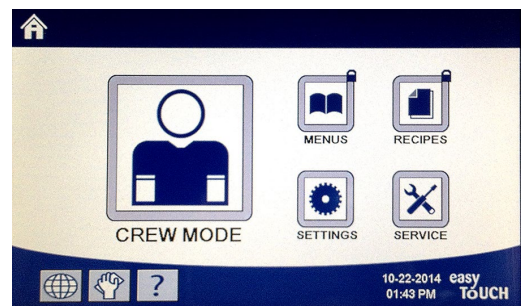 MENUS
RECIPES
CREW MODE
SETTINGS
SERVICE
?
10-22-2014
01:43 PM
easy
TOUCH